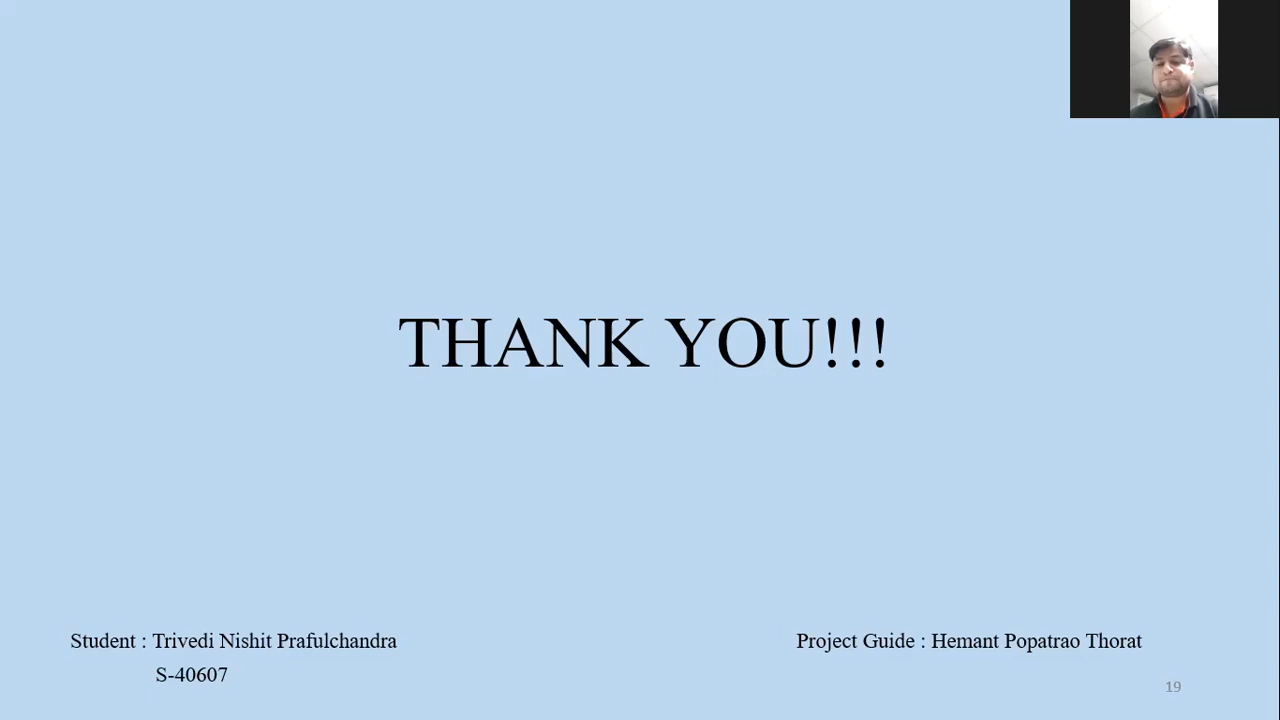 THANK YOU!!!
Student : Trivedi Nishit Prafulchandra
S-40607
Project Guide : Hemant Popatrao Thorat
19